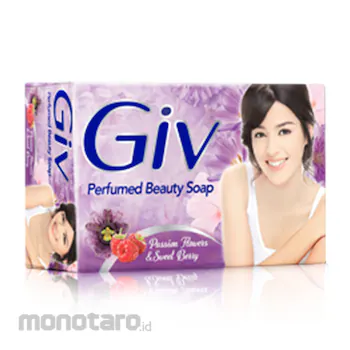 Giv
Perfumed Beauty Soap
Giv
Perfumed Beauty Soap
Passion Flowers
& Sweet Berry
monotaro.id